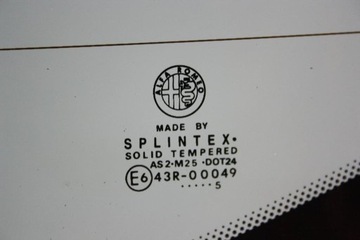 ALFA ROMEO
MADE BY
SPLINTEX•
SOLID TEMPERED
AS2•M25 •DOT24
E6 43R-00049
.....5